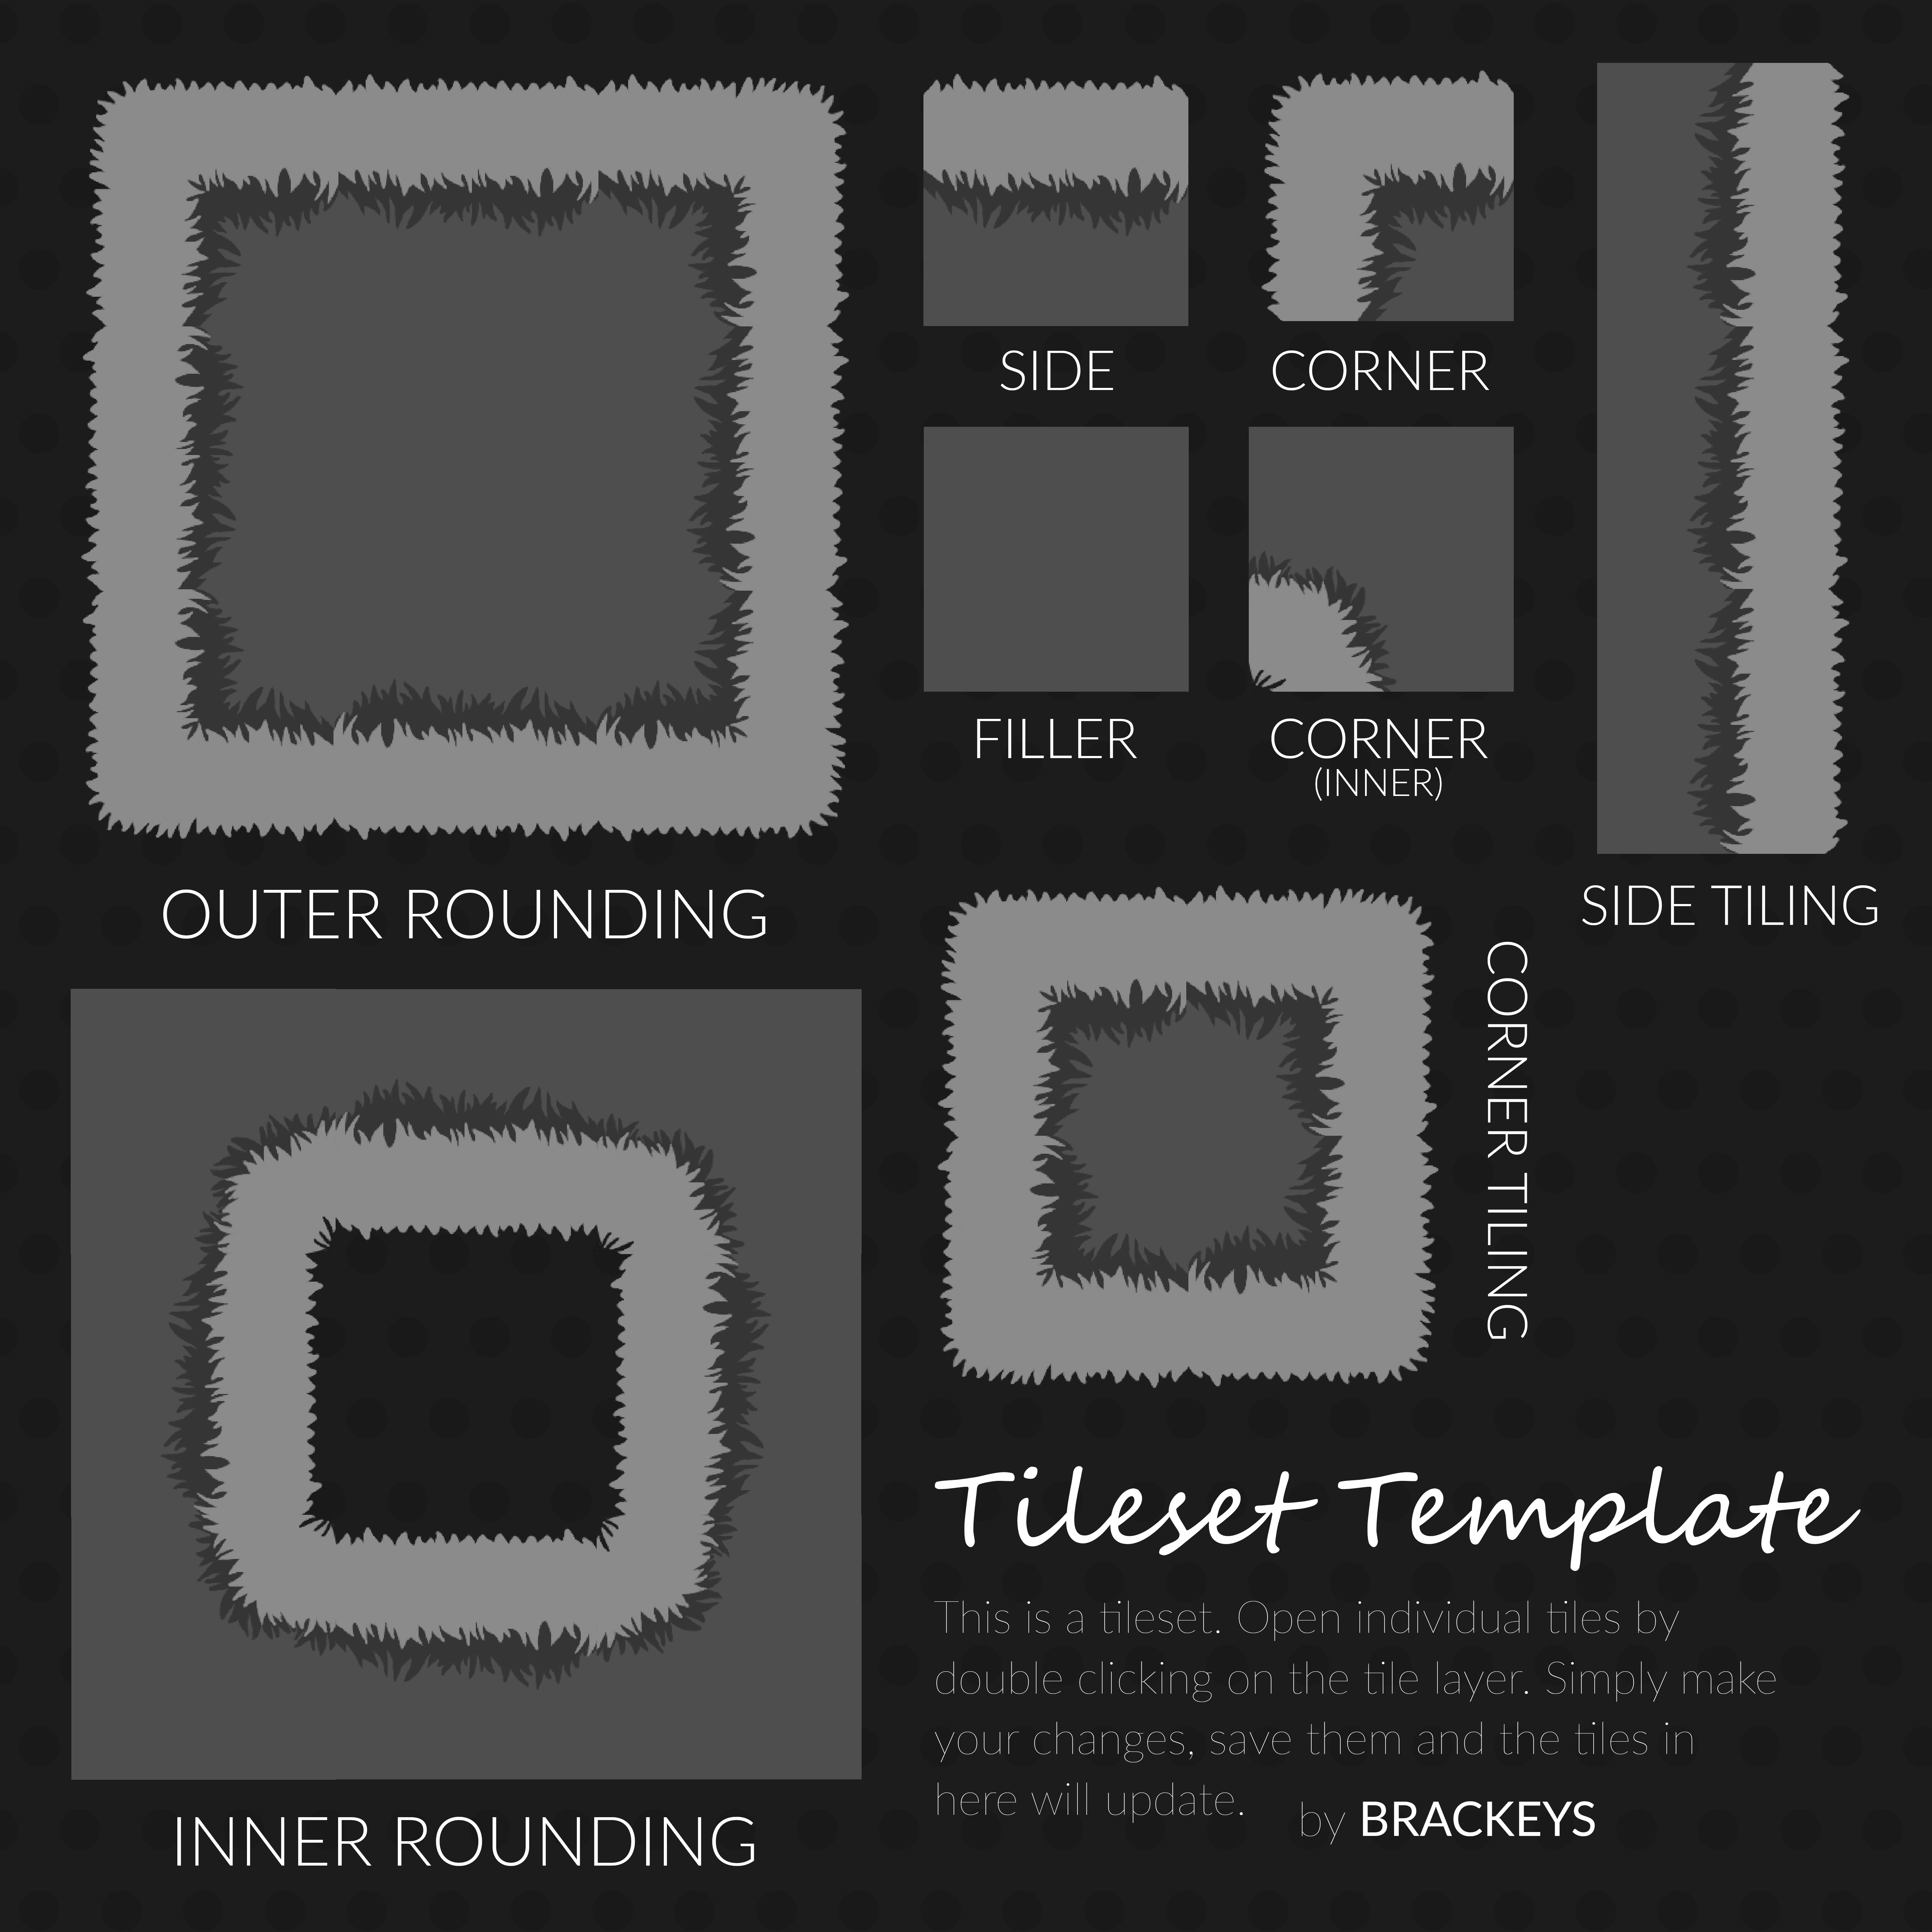 SIDE
CORNER
FILLER
CORNER
(INNER)
OUTER ROUNDING
SIDE TILING
CORNER TILING
INNER ROUNDING
Tileset Template
This is a tileset. Open individual tiles by
double clicking on the tile layer. Simply make
your changes, save them and the tiles in
here will update.
by BRACKEYS